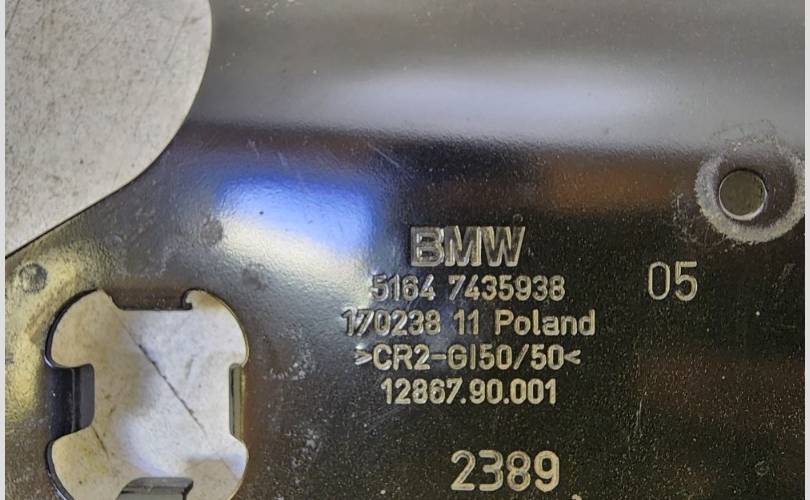 BMW
5164 7435938
05
170238 11 Poland
>CR2-GI50/50<
12867.90.001
2389